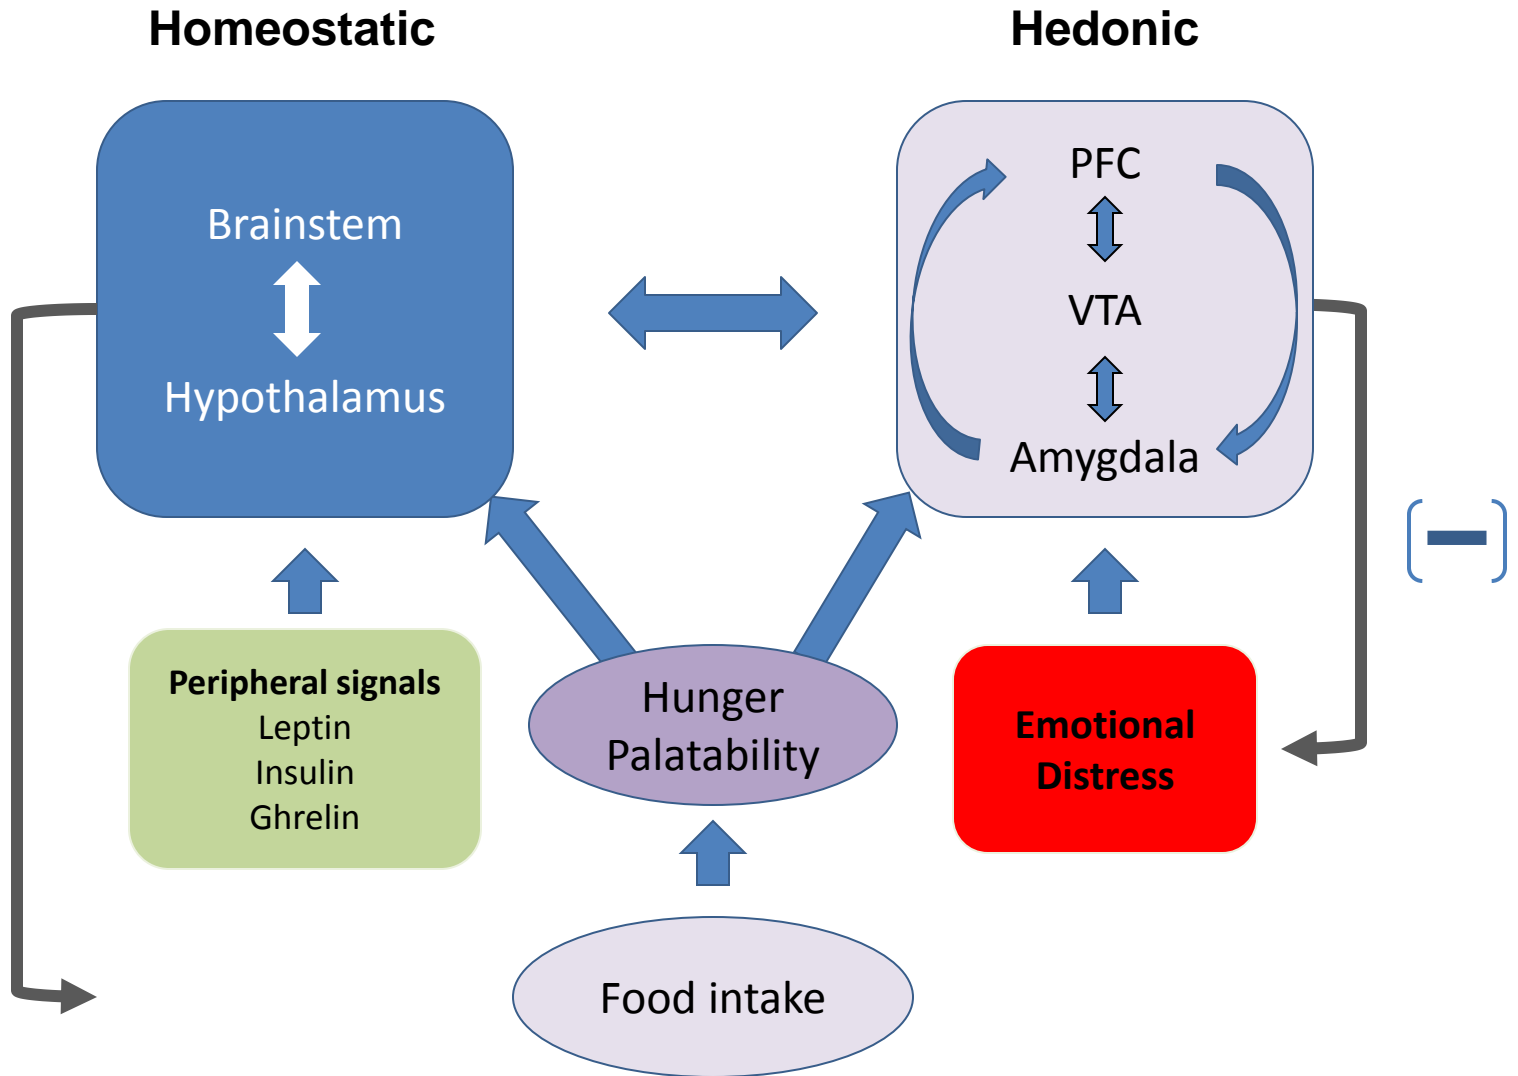 Homeostatic
Hedonic
Brainstem
Hypothalamus
PFC
VTA
Amygdala
Peripheral signals
Leptin
Insulin
Ghrelin
Hunger
Palatability
Emotional
Distress
Food intake